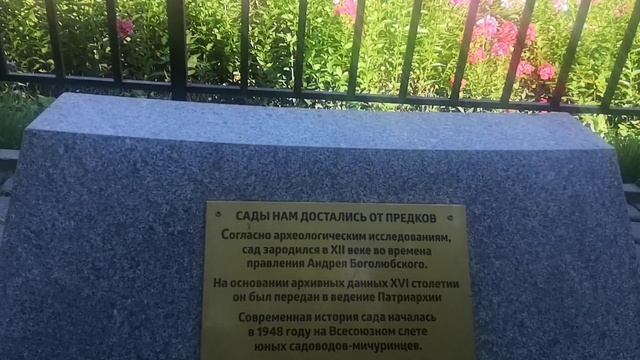 САДЫ НАМ ДОСТАЛИСЬ ОТ ПРЕДКОВ
Согласно археологическим исследованиям,
сад зародился в XII веке во времена
правления Андрея Боголюбского.
На основании архивных данных XVI столетии
он был передан в ведение Патриархии
Современная история сада началась
в 1948 году на Всесоюзном слете
юных садоводов-мичуринцев.